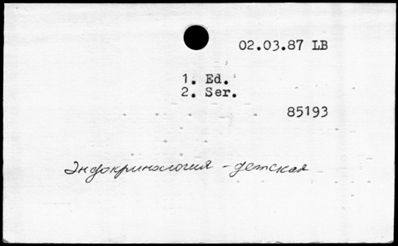 02.03.87 LB
1. Ed.
2. Ser.
85193
Эндокринология - детская